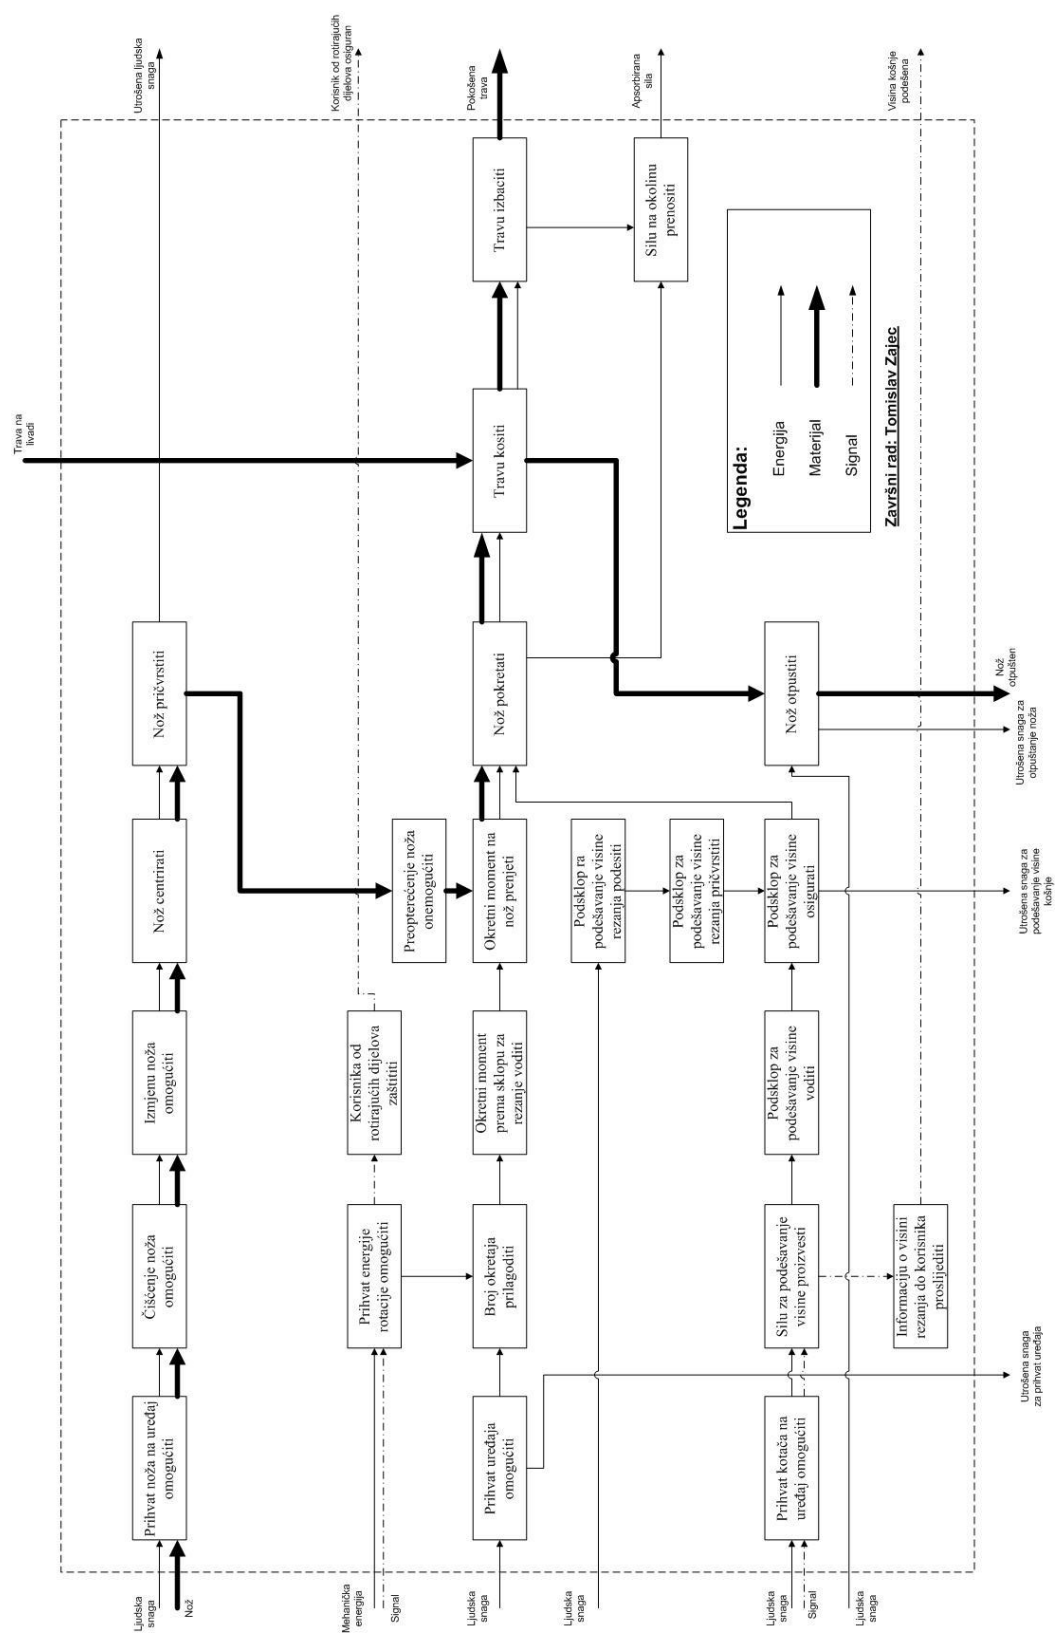 Ljudska
snaga
Nož
Prihvat noža na uređaj
omogućiti
Čišćenje noža
omogućiti
Izmjenu noža
omogućiti
Nož centrirati
Nož pričvrstiti
Utrošena ljudska
snaga
Trava na
livadi
Mehanička
energija
Signal
Prihvat energije
rotacije omogućiti
Korisnika od
rotirajućih dijelova
zaštititi
Korisnik od rotirajućih
dijelova osiguran
Preopterećenje noža
onemogućiti
Ljudska
snaga
Prihvat uređaja
omogućiti
Broj okretaja
prilagoditi
Okretni moment
prema sklopu za
rezanje voditi
Okretni moment na
nož prenjeti
Nož pokretati
Travu kositi
Travu izbaciti
Pokošena
trava
Ljudska
snaga
Podsklop ra
podešavanje visine
rezanja podesiti
Podsklop za
podešavanje visine
rezanja pričvrstiti
Silu na okolinu
prenositi
Apsorbirana
sila
Ljudska
snaga
Signal
Prihvat kotača na
uređaj omogućiti
Silu za podešavanje
visine proizvesti
Podsklop za
podešavanje visine
voditi
Podsklop za
podešavanje visine
osigurati
Nož otpustiti
Ljudska
snaga
Informaciju o visini
rezanja do korisnika
proslijediti
Visina košnje
podešena
Utrošena snaga
za prihvat uređaja
Utrošena snaga za
podešavanje visine
košnje
Utrošena snaga za
otpuštanje noža
Nož
otpušten
Legenda:
Energija
Materijal
Signal
Završni rad: Tomislav Zajec